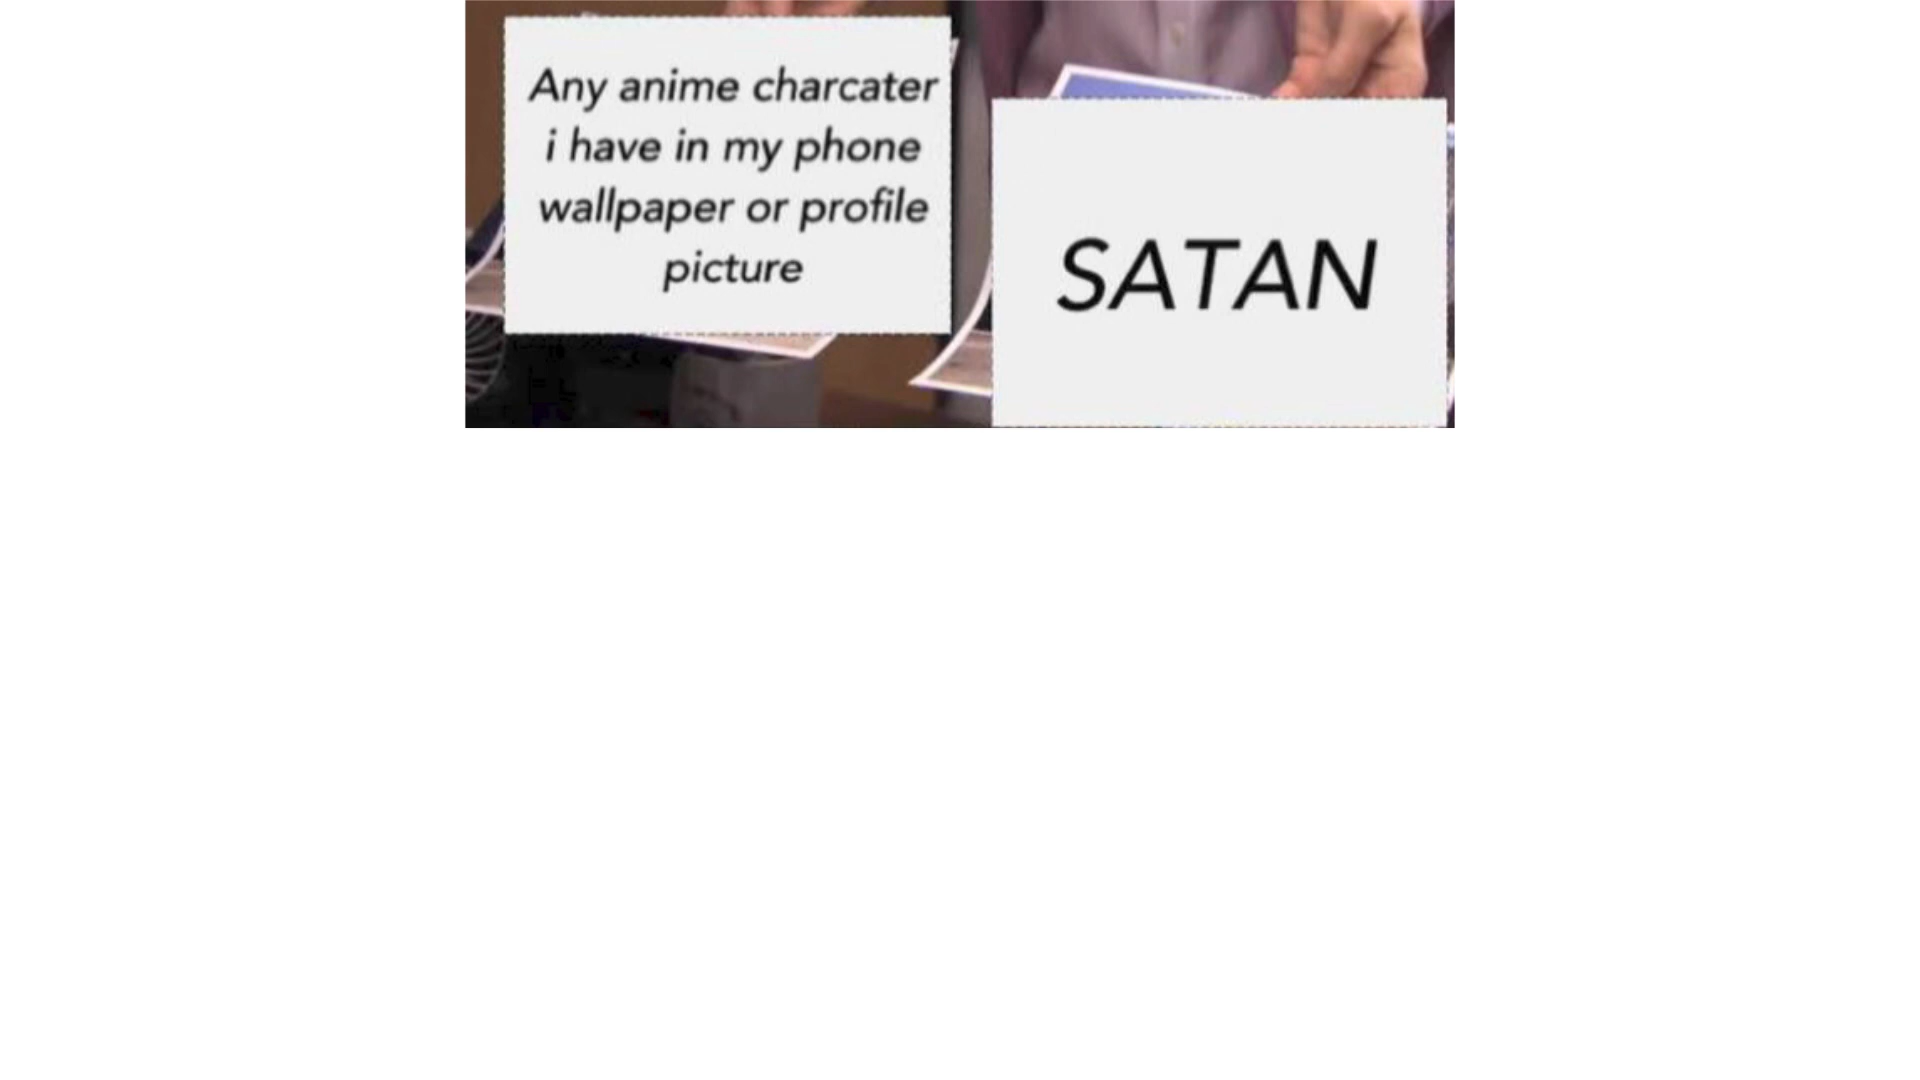 Any anime charcater
i have in my phone
wallpaper or profile
picture
SATAN